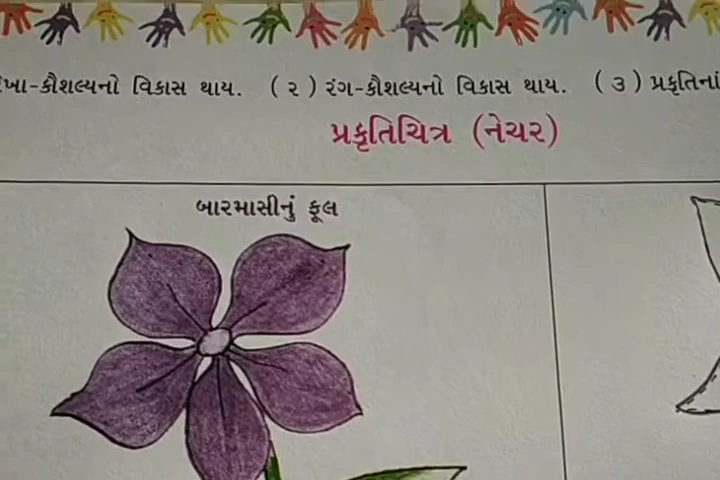 કૌશલ્યનો વિકાસ થાય. (૨) રંગ-કૌશલ્યનો વિકાસ થાય. (૩) પ્રકૃતિનાં
પ્રકૃતિચિત્ર (નેચર)
બારમાસીનું ફૂલ